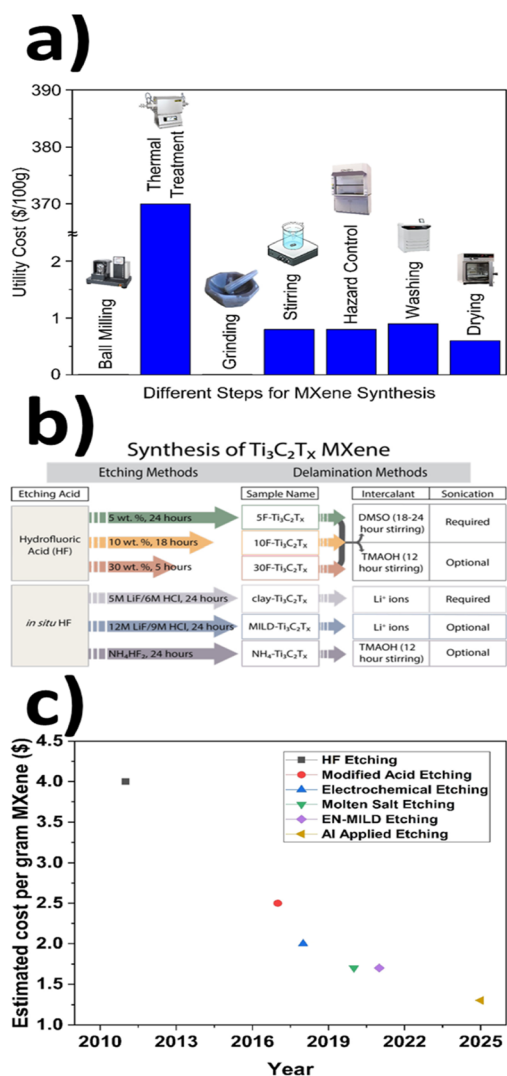 a)
390
380
370
2
1
0
Utility Cost ($/100g)
Ball Milling
Thermal
Treatment
Grinding
Stirring
Hazard Control
Washing
Drying
Different Steps for MXene Synthesis
b)
Synthesis of Ti₃C₂Tₓ MXene
Etching Methods Delamination Methods
Etching Acid Sample Name Intercalant Sonication
Hydrofluoric
Acid (HF)
5 wt. %, 24 hours
10 wt. %, 18 hours
30 wt. %, 5 hours
5F-Ti₃C₂Tₓ
10F-Ti₃C₂Tₓ
30F-Ti₃C₂Tₓ
DMSO (18-24
hour stirring)
Required
TMAOH (12
hour stirring)
Optional
in situ HF
5M LiF/6M HCl, 24 hours clay-Ti₃C₂Tₓ Li⁺ ions Required
12M LiF/9M HCl, 24 hours MILD-Ti₃C₂Tₓ Li⁺ ions Optional
NH₄HF₂, 24 hours NH₄-Ti₃C₂Tₓ TMAOH (12
hour stirring)
Optional
c)
4.5
4.0
3.5
3.0
2.5
2.0
1.5
1.0
Estimated cost per gram MXene ($)
HF Etching
Modified Acid Etching
Electrochemical Etching
Molten Salt Etching
EN-MILD Etching
AI Applied Etching
2010 2013 2016 2019 2022 2025
Year